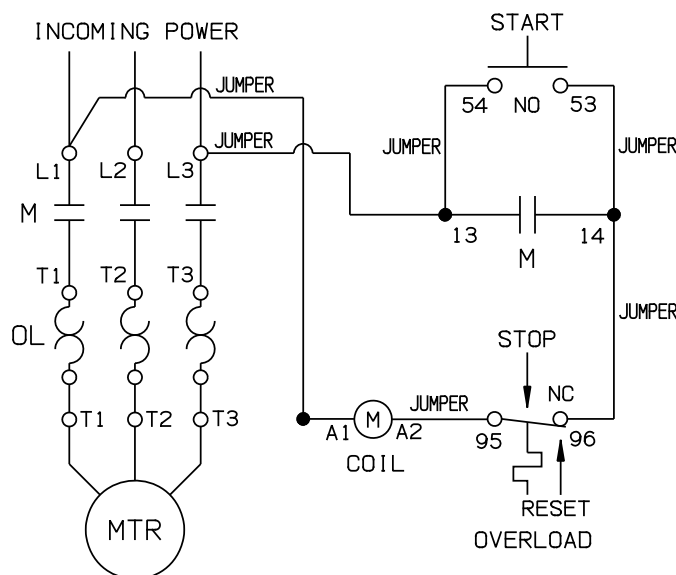 INCOMING POWER
START
JUMPER
54 NO 53
JUMPER
JUMPER
JUMPER
L1 L2 L3
M
13 14
M
T1 T2 T3
JUMPER
OL
STOP
NC
JUMPER
T1 T2 T3
A1 M A2
95 96
COIL
RESET
OVERLOAD
MTR